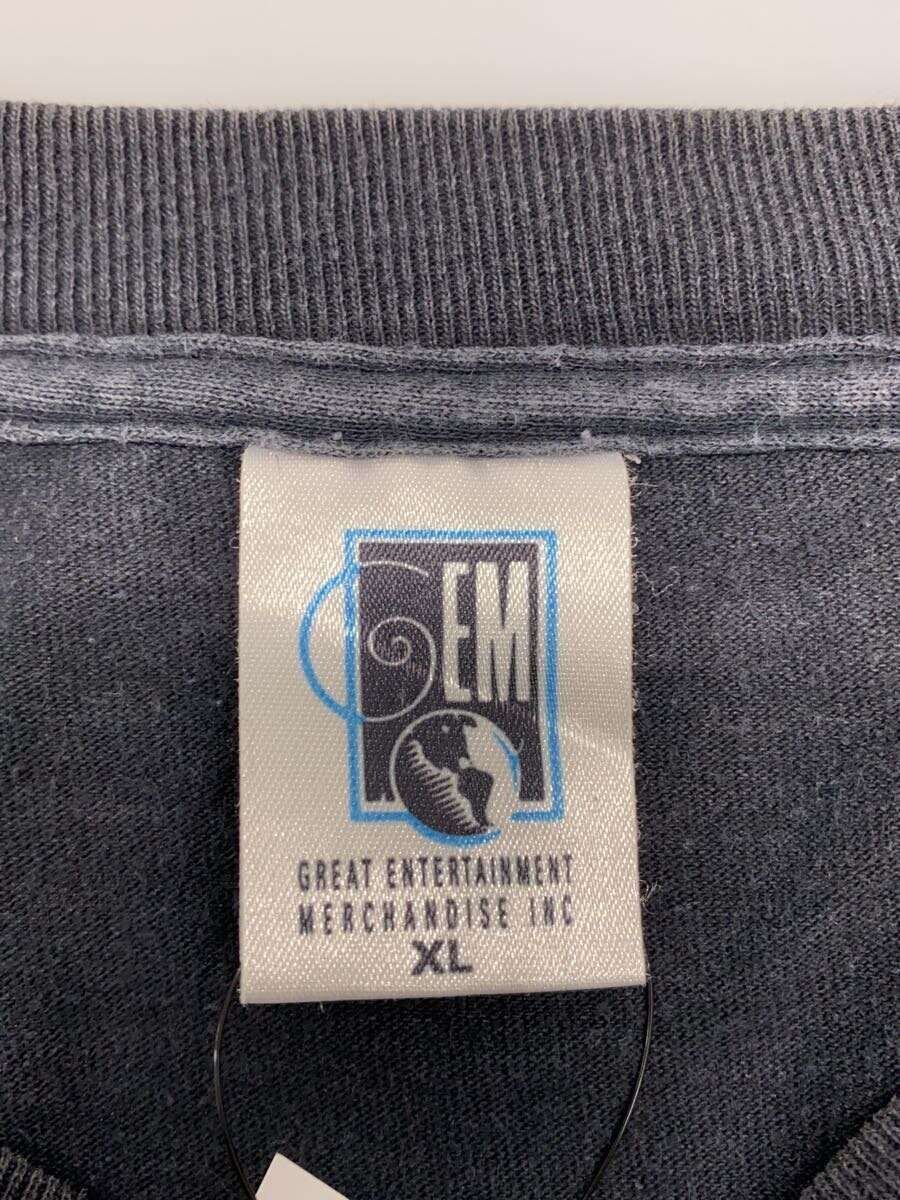 GEM
GREAT ENTERTAINMENT
MERCHANDISE INC
XL